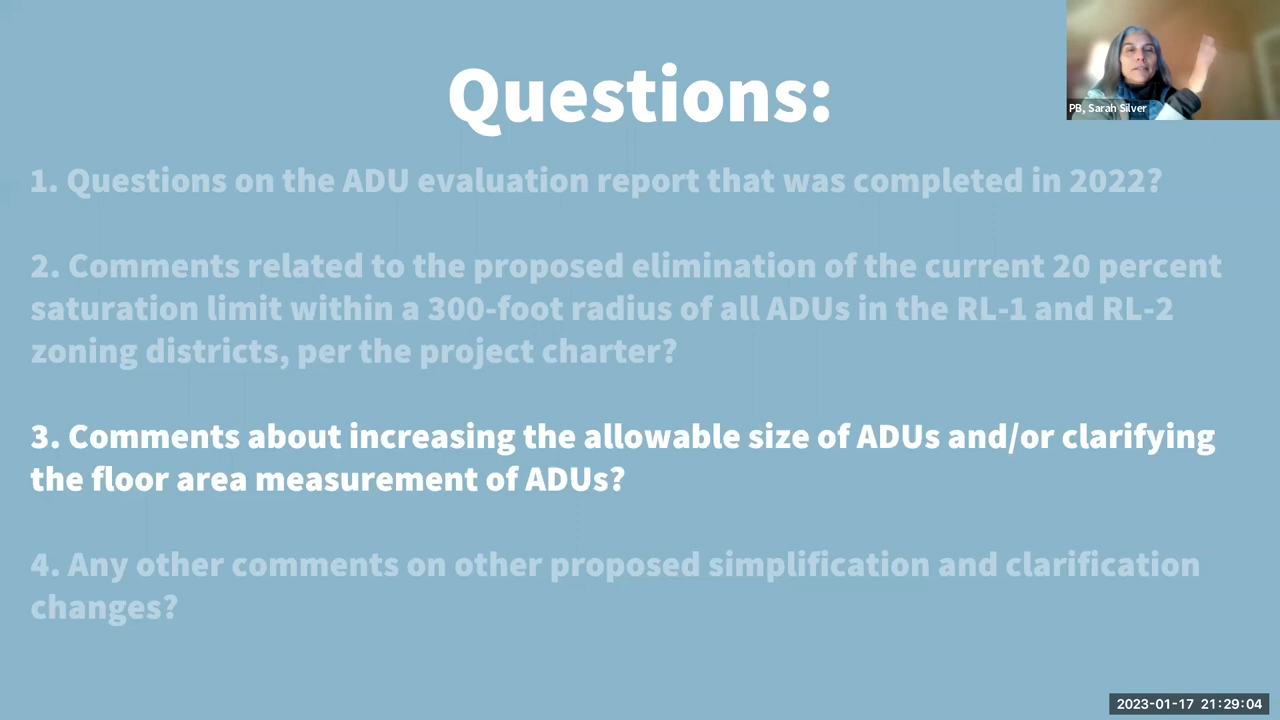 Questions:
PB, Sarah Silver
1. Questions on the ADU evaluation report that was completed in 2022?
2. Comments related to the proposed elimination of the current 20 percent
saturation limit within a 300-foot radius of all ADUs in the RL-1 and RL-2
zoning districts, per the project charter?
3. Comments about increasing the allowable size of ADUs and/or clarifying
the floor area measurement of ADUs?
4. Any other comments on other proposed simplification and clarification
changes?
2023-01-17 21:29:04